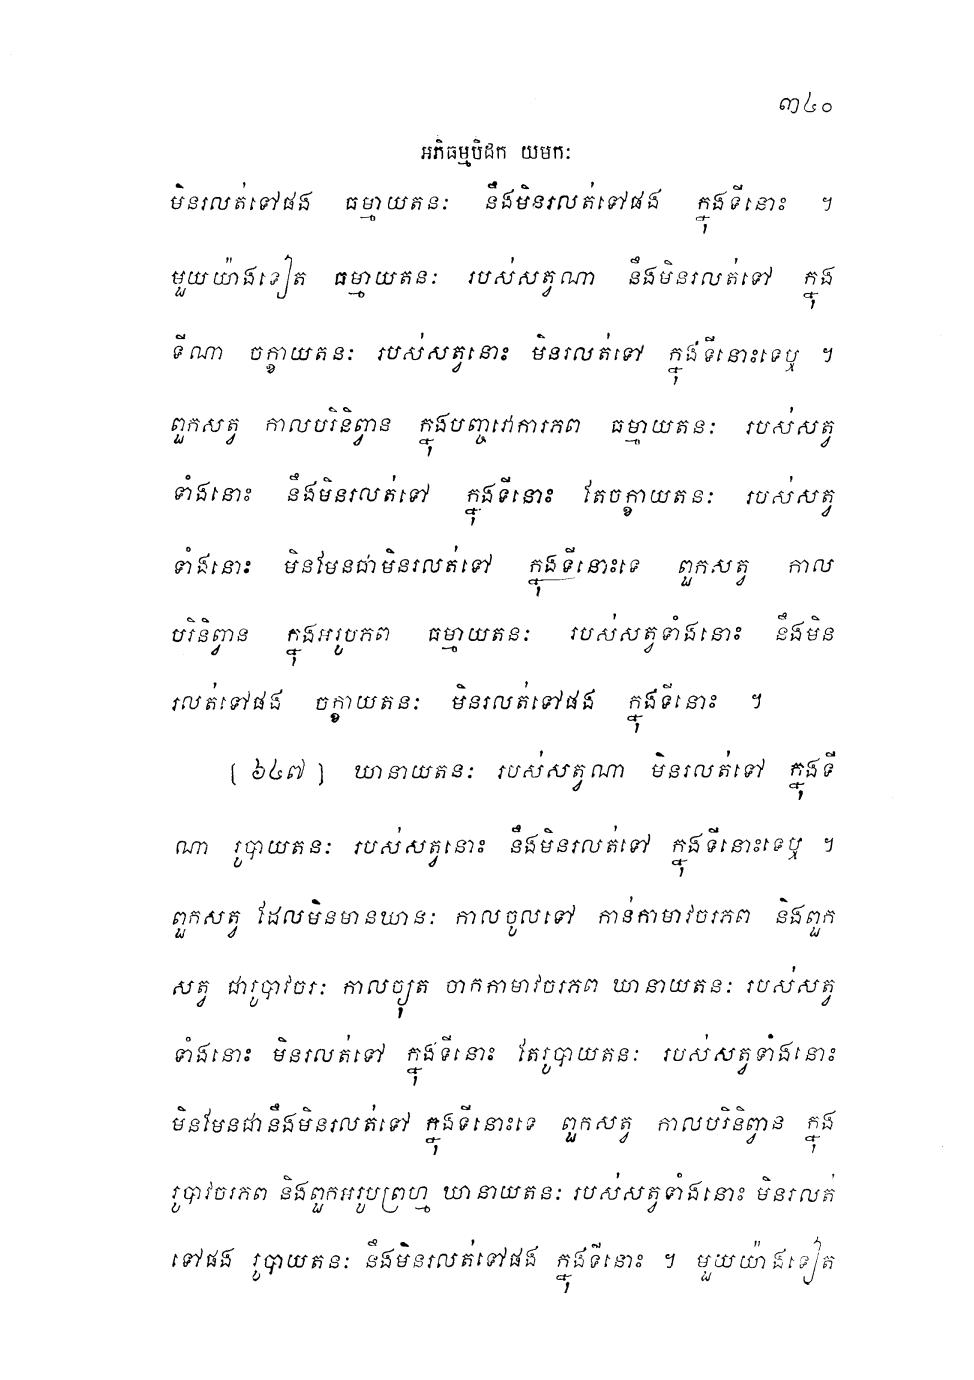 ៣៤០
អភិធម្មបិដក យមកៈ
មិនរលត់ទៅផង ធម្មាយតនៈ នឹងមិនរលត់ទៅផង ក្នុងទីនោះ ។
មួយយ៉ាងទៀត ធម្មាយតនៈ របស់សត្វណា នឹងមិនរលត់ទៅ ក្នុង
ទីណា ចក្ខាយតនៈ របស់សត្វនោះ មិនរលត់ទៅ ក្នុងទីនោះទេឬ ។
ពួកសត្វ កាលបរិនិព្វាន ក្នុងបញ្ចវោការភព ធម្មាយតនៈ របស់សត្វ
ទាំងនោះ នឹងមិនរលត់ទៅ ក្នុងទីនោះ តែចក្ខាយតនៈ របស់សត្វ
ទាំងនោះ មិនមែនជាមិនរលត់ទៅ ក្នុងទីនោះទេ ពួកសត្វ កាល
បរិនិព្វាន ក្នុងអរូបភព ធម្មាយតនៈ របស់សត្វទាំងនោះ នឹងមិន
រលត់ទៅផង ចក្ខាយតនៈ មិនរលត់ទៅផង ក្នុងទីនោះ ។
[ ៦៤៧ ] ឃានាយតនៈ របស់សត្វណា មិនរលត់ទៅ ក្នុងទី
ណា រូបាយតនៈ របស់សត្វនោះ នឹងមិនរលត់ទៅ ក្នុងទីនោះទេឬ ។
ពួកសត្វ ដែលមិនមានឃានៈ កាលចូលទៅ កាន់កាមាវចរភព និងពួក
សត្វ ជារូបាវចរៈ កាលច្យុត ចាកកាមាវចរភព ឃានាយតនៈ របស់សត្វ
ទាំងនោះ មិនរលត់ទៅ ក្នុងទីនោះ តែរូបាយតនៈ របស់សត្វទាំងនោះ
មិនមែនជានឹងមិនរលត់ទៅ ក្នុងទីនោះទេ ពួកសត្វ កាលបរិនិព្វាន ក្នុង
រូបាវចរភព និងពួកអរូបព្រហ្ម ឃានាយតនៈ របស់សត្វទាំងនោះ មិនរលត់
ទៅផង រូបាយតនៈ នឹងមិនរលត់ទៅផង ក្នុងទីនោះ ។ មួយយ៉ាងទៀត